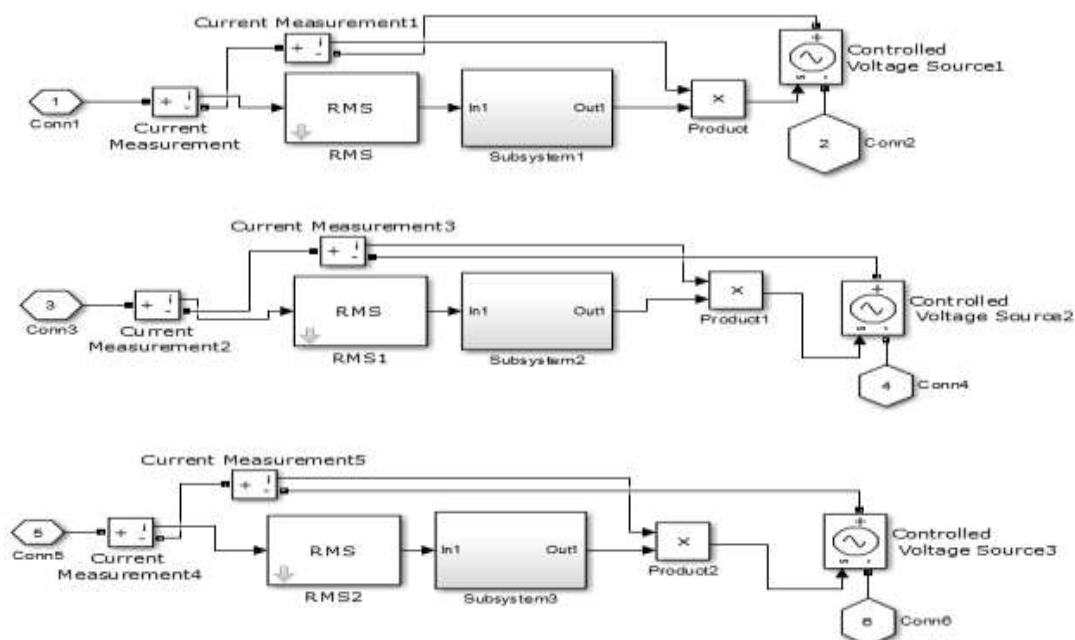 Current Measurement1
+ i -
+
Controlled
Voltage Source1
s -
1
Conn1
+ i -
Current
Measurement
RMS
RMS
In1 Out1
Subsystem1
×
Product
2
Conn2
Current Measurement3
+ i -
3
Conn3
+ i -
Current
Measurement2
RMS
RMS1
In1 Out1
Subsystem2
×
Product1
+
s -
Controlled
Voltage Source2
4
Conn4
Current Measurement5
+ i -
5
Conn5
+ i -
Current
Measurement4
RMS
RMS2
In1 Out1
Subsystem3
×
Product2
+
s -
Controlled
Voltage Source3
6
Conn6